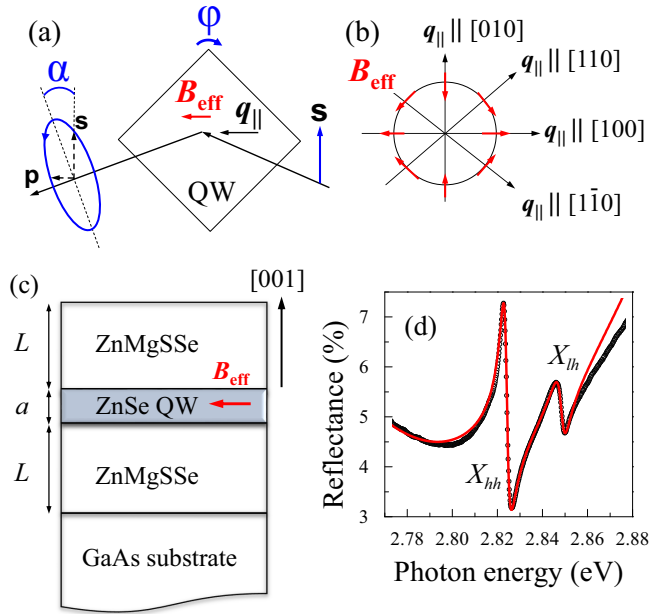 (a)
φ
α
s
B_eff
q_||
s
p
QW
(b)
q_|| || [010]
q_|| || [110]
B_eff
q_|| || [100]
q_|| || [11̄0]
(c)
[001]
L
ZnMgSSe
B_eff
a
ZnSe QW
L
ZnMgSSe
GaAs substrate
(d)
Reflectance (%)
7
6
5
4
3
X_hh
X_lh
2.78 2.80 2.82 2.84 2.86 2.88
Photon energy (eV)